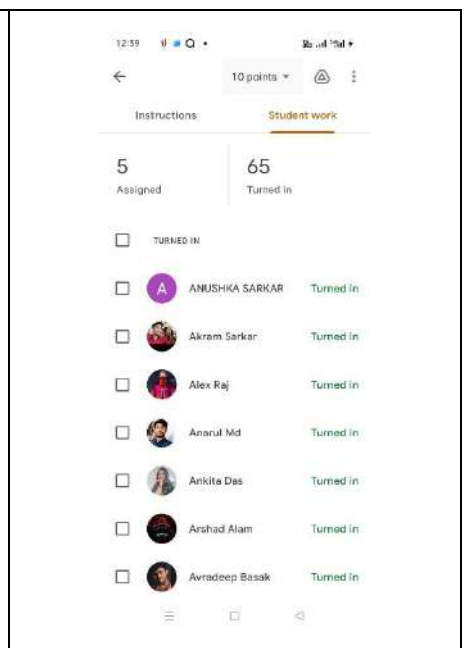 12:59
10 points
Instructions Student work
5 65
Assigned Turned in
TURNED IN
A ANUSHKA SARKAR Turned in
Akram Sarkar Turned in
Alex Raj Turned in
Anarul Md Turned in
Ankita Das Turned in
Arshad Alam Turned in
Avradeep Basak Turned in